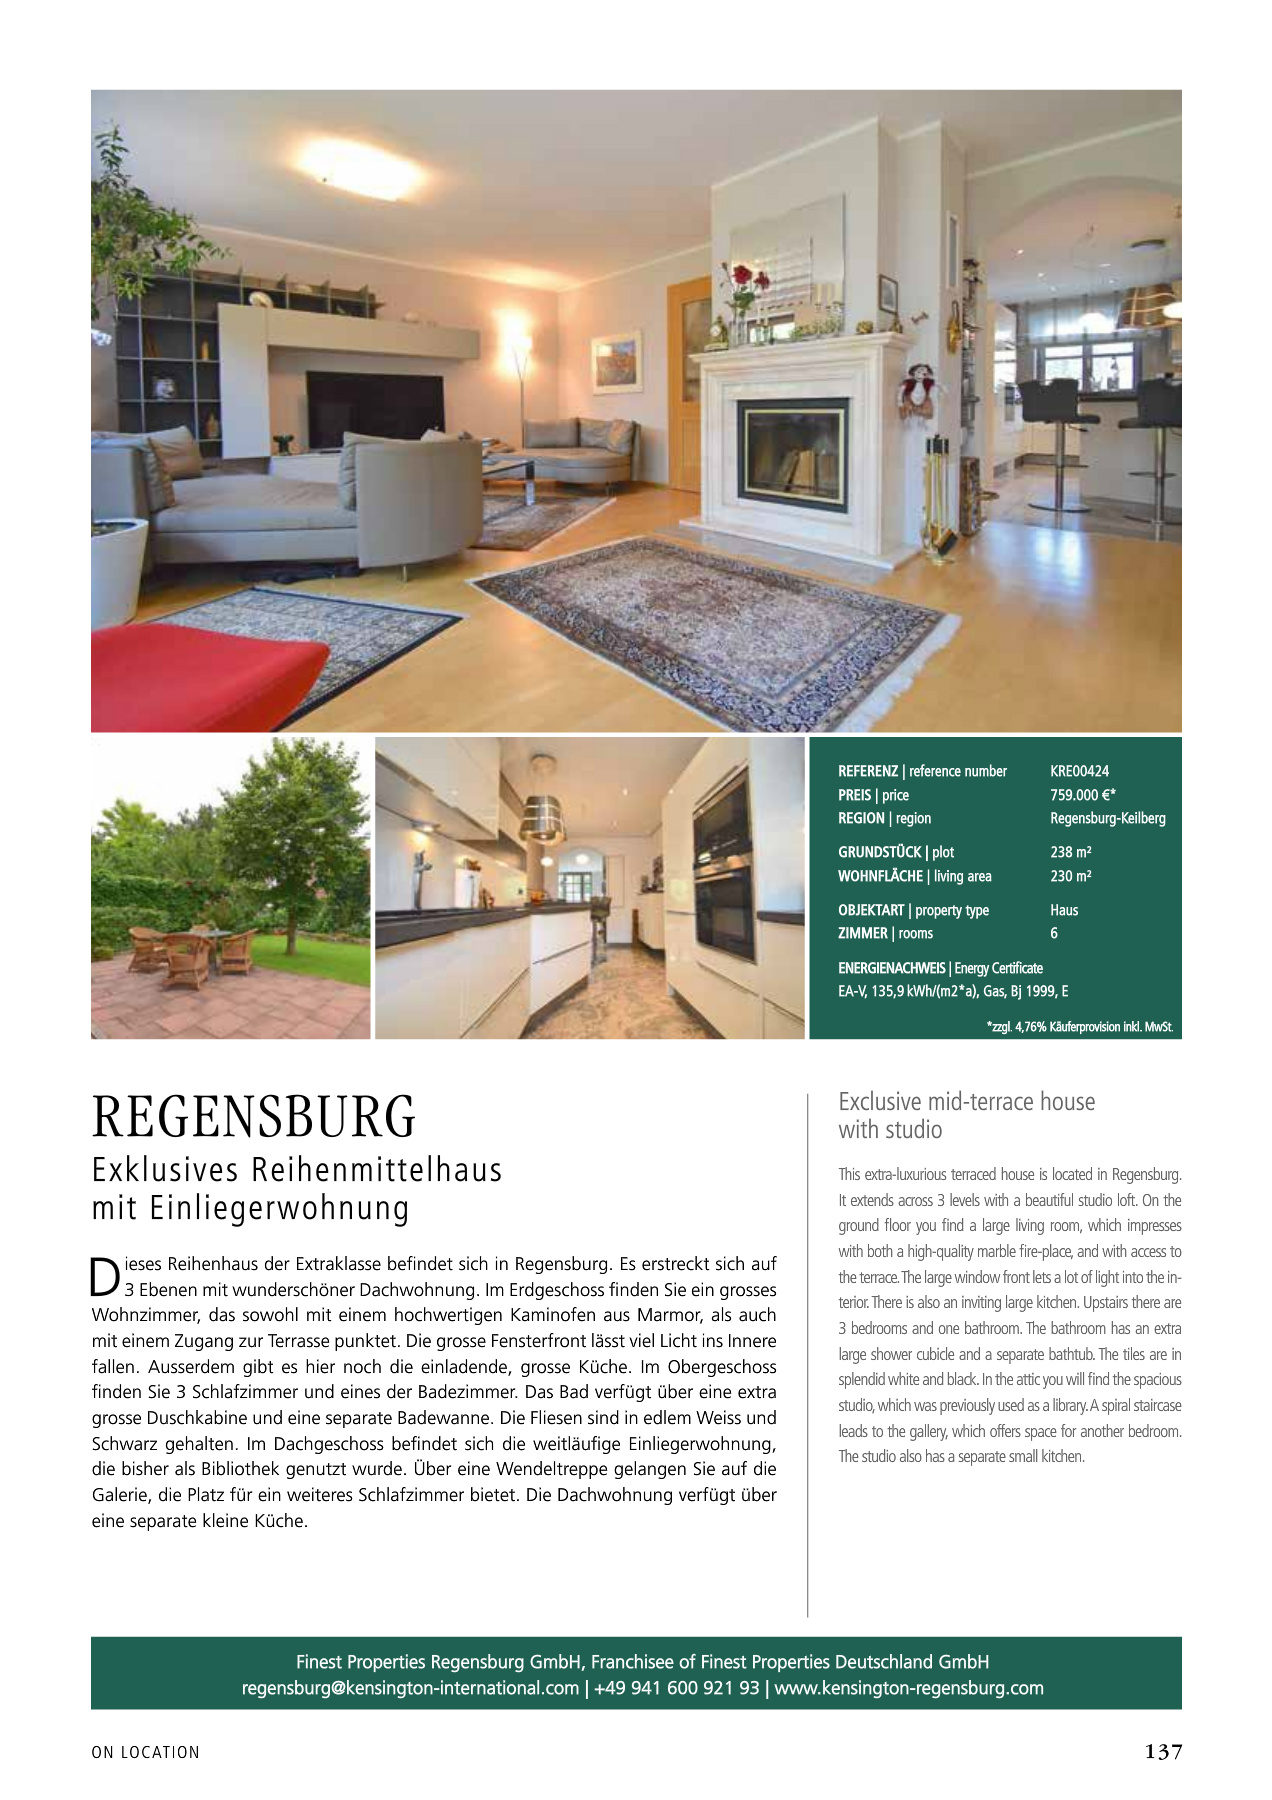 REFERENZ | reference number KRE00424
PREIS | price 759.000 €*
REGION | region Regensburg-Keilberg
GRUNDSTÜCK | plot 238 m²
WOHNFLÄCHE | living area 230 m²
OBJEKTART | property type Haus
ZIMMER | rooms 6
ENERGIENACHWEIS | Energy Certificate
EA-V, 135,9 kWh/(m2*a), Gas, Bj 1999, E
*zzgl. 4,76% Käuferprovision inkl. MwSt.
REGENSBURG
Exklusives Reihenmittelhaus
mit Einliegerwohnung
Dieses Reihenhaus der Extraklasse befindet sich in Regensburg. Es erstreckt sich auf
3 Ebenen mit wunderschöner Dachwohnung. Im Erdgeschoss finden Sie ein grosses
Wohnzimmer, das sowohl mit einem hochwertigen Kaminofen aus Marmor, als auch
mit einem Zugang zur Terrasse punktet. Die grosse Fensterfront lässt viel Licht ins Innere
fallen. Ausserdem gibt es hier noch die einladende, grosse Küche. Im Obergeschoss
finden Sie 3 Schlafzimmer und eines der Badezimmer. Das Bad verfügt über eine extra
grosse Duschkabine und eine separate Badewanne. Die Fliesen sind in edlem Weiss und
Schwarz gehalten. Im Dachgeschoss befindet sich die weitläufige Einliegerwohnung,
die bisher als Bibliothek genutzt wurde. Über eine Wendeltreppe gelangen Sie auf die
Galerie, die Platz für ein weiteres Schlafzimmer bietet. Die Dachwohnung verfügt über
eine separate kleine Küche.
Exclusive mid-terrace house
with studio
This extra-luxurious terraced house is located in Regensburg.
It extends across 3 levels with a beautiful studio loft. On the
ground floor you find a large living room, which impresses
with both a high-quality marble fire-place, and with access to
the terrace. The large window front lets a lot of light into the in-
terior. There is also an inviting large kitchen. Upstairs there are
3 bedrooms and one bathroom. The bathroom has an extra
large shower cubicle and a separate bathtub. The tiles are in
splendid white and black. In the attic you will find the spacious
studio, which was previously used as a library. A spiral staircase
leads to the gallery, which offers space for another bedroom.
The studio also has a separate small kitchen.
Finest Properties Regensburg GmbH, Franchisee of Finest Properties Deutschland GmbH
regensburg@kensington-international.com | +49 941 600 921 93 | www.kensington-regensburg.com
ON LOCATION
137